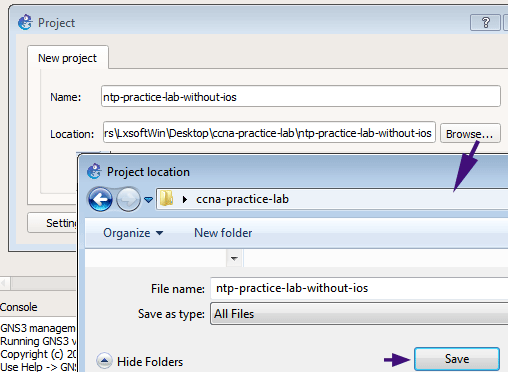 Project
?
New project
Name: ntp-practice-lab-without-ios
Location: rs\LxsoftWin\Desktop\ccna-practice-lab\ntp-practice-lab-without-ios Browse...
Project location
ccna-practice-lab
Organize New folder
File name: ntp-practice-lab-without-ios
Save as type: All Files
Hide Folders Save
Setting
Console
GNS3 managem
Running GNS3 v
Copyright (c) 20
Use Help -> GN